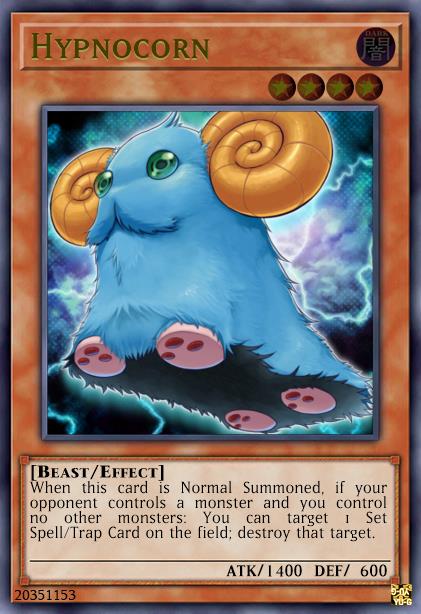 Hypnocorn
DARK
闇
[Beast/Effect]
When this card is Normal Summoned, if your
opponent controls a monster and you control
no other monsters: You can target 1 Set
Spell/Trap Card on the field; destroy that target.
ATK/1400 DEF/ 600
20351153